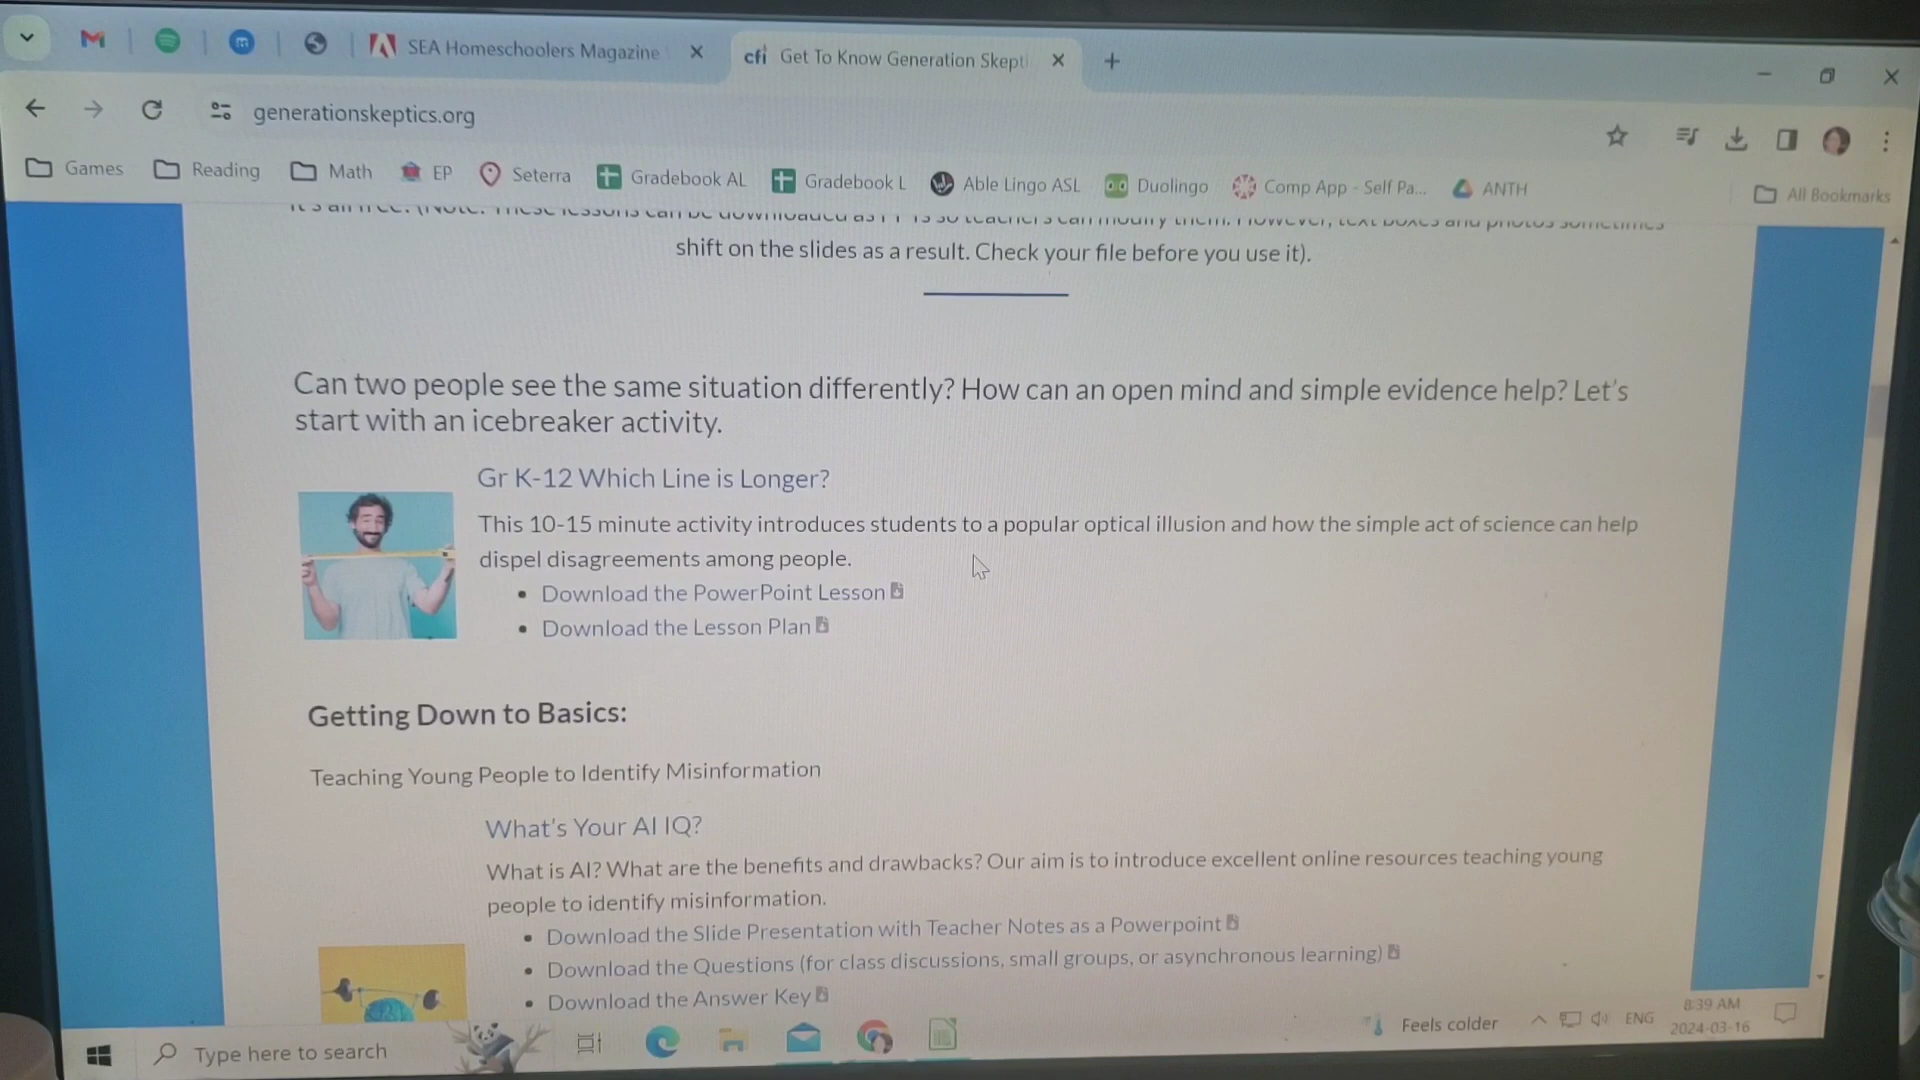 SEA Homeschoolers Magazine
cfi Get To Know Generation Skepti
generationskeptics.org
Games Reading Math EP Seterra Gradebook AL Gradebook L Able Lingo ASL Duolingo Comp App - Self Pa... ANTH All Bookmarks
shift on the slides as a result. Check your file before you use it).
Can two people see the same situation differently? How can an open mind and simple evidence help? Let's
start with an icebreaker activity.
Gr K-12 Which Line is Longer?
This 10-15 minute activity introduces students to a popular optical illusion and how the simple act of science can help
dispel disagreements among people.
• Download the PowerPoint Lesson
• Download the Lesson Plan
Getting Down to Basics:
Teaching Young People to Identify Misinformation
What's Your AI IQ?
What is AI? What are the benefits and drawbacks? Our aim is to introduce excellent online resources teaching young
people to identify misinformation.
• Download the Slide Presentation with Teacher Notes as a Powerpoint
• Download the Questions (for class discussions, small groups, or asynchronous learning)
• Download the Answer Key
Type here to search
Feels colder
ENG
8:39 AM
2024-03-16